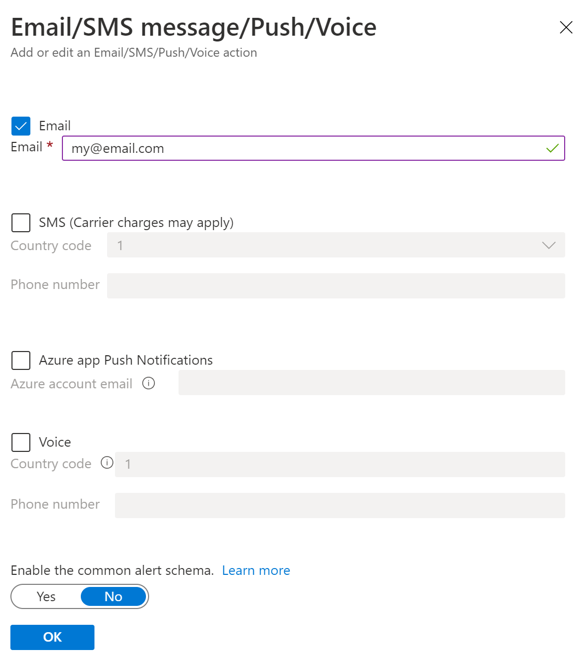 Email/SMS message/Push/Voice
Add or edit an Email/SMS/Push/Voice action
Email
Email * my@email.com
SMS (Carrier charges may apply)
Country code 1
Phone number
Azure app Push Notifications
Azure account email
Voice
Country code 1
Phone number
Enable the common alert schema. Learn more
Yes No
OK